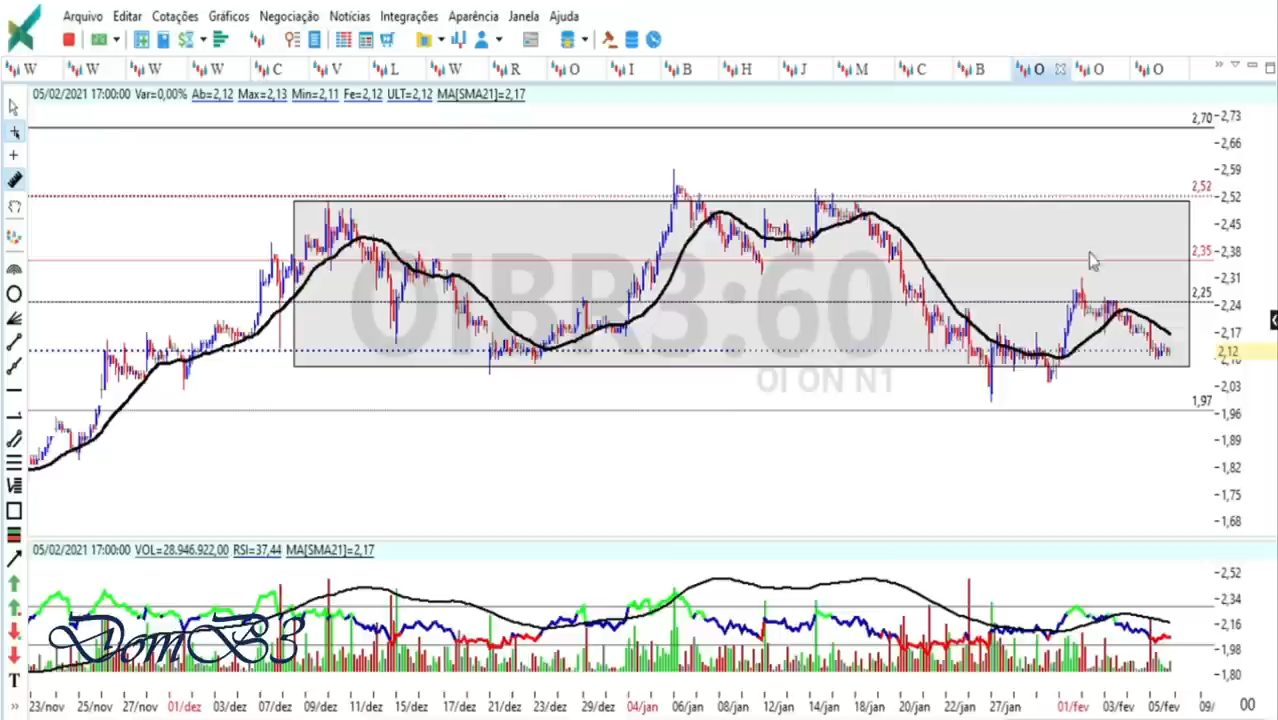 Arquivo Editar Cotações Gráficos Negociação Notícias Integrações Aparência Janela Ajuda
W W W W C V L W R O I B H J M C B O O O
05/02/2021 17:00:00 Var=0,00% Ab=2,12 Max=2,13 Min=2,11 Fe=2,12 ULT=2,12 MA[SMA21]=2,17
2,70
2,73
2,66
2,59
2,52
2,52
2,45
2,38
2,35
2,31
2,25
2,24
2,17
2,12
2,03
1,97
1,96
1,89
1,82
1,75
1,68
OIBR3:60
OI ON N1
05/02/2021 17:00:00 VOL=28.946.922,00 RSI=37,44 MA[SMA21]=2,17
2,52
2,34
2,16
1,98
1,80
DomB3
T
23/nov 25/nov 27/nov 01/dez 03/dez 07/dez 09/dez 11/dez 15/dez 17/dez 21/dez 23/dez 29/dez 04/jan 06/jan 08/jan 12/jan 14/jan 18/jan 20/jan 22/jan 27/jan 01/fev 03/fev 05/fev 09/ 00